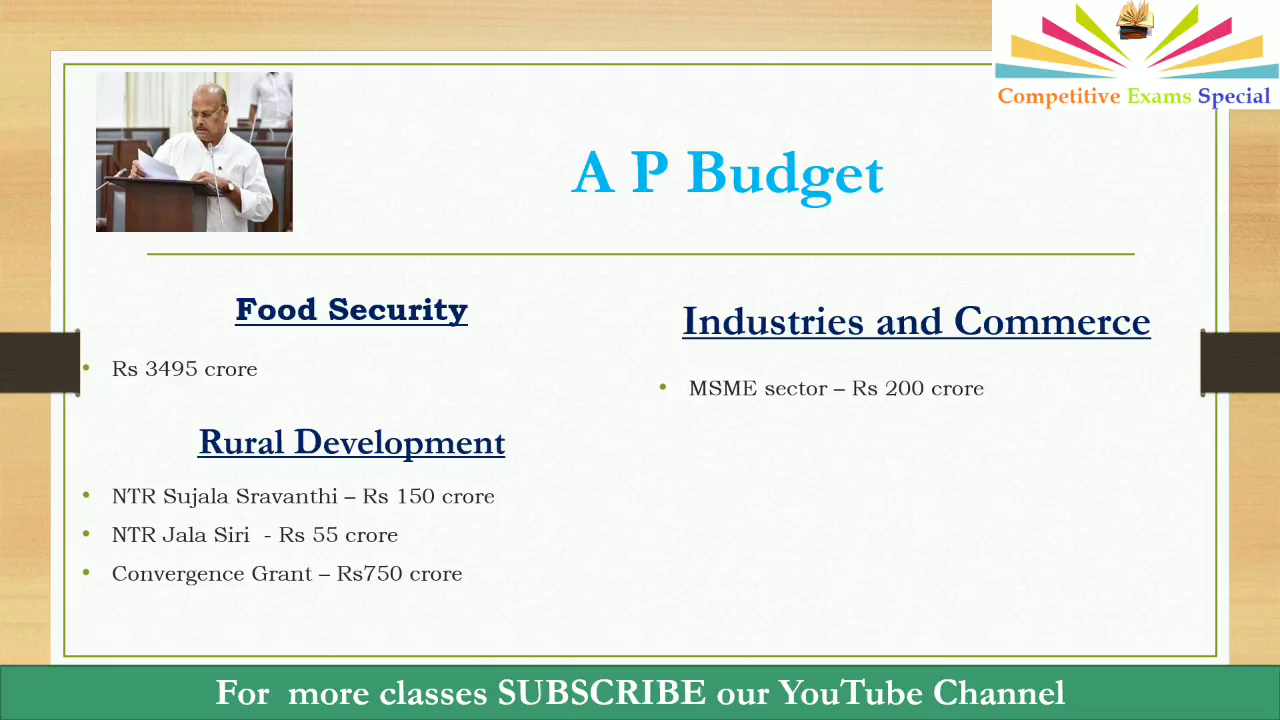 Competitive Exams Special
A P Budget
Food Security
• Rs 3495 crore
Rural Development
• NTR Sujala Sravanthi – Rs 150 crore
• NTR Jala Siri - Rs 55 crore
• Convergence Grant – Rs750 crore
Industries and Commerce
• MSME sector – Rs 200 crore
For more classes SUBSCRIBE our YouTube Channel